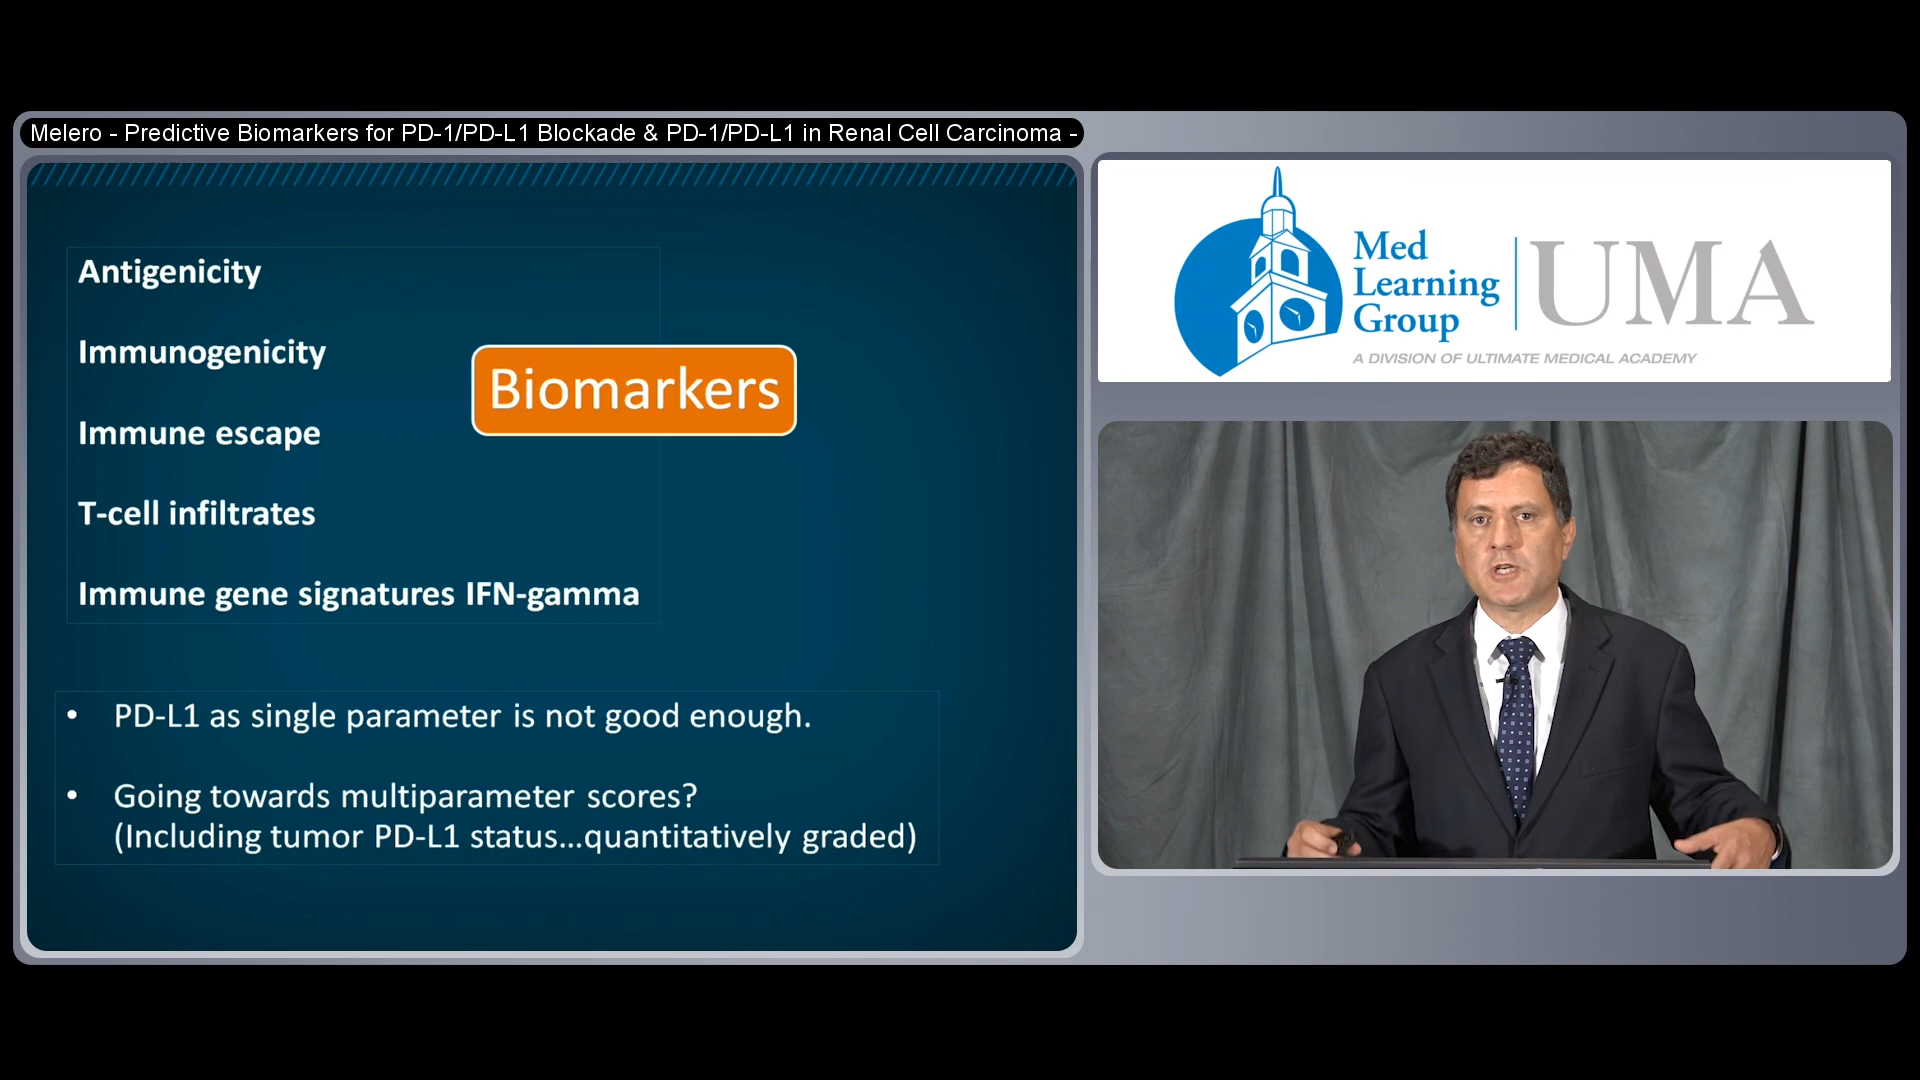 Melero - Predictive Biomarkers for PD-1/PD-L1 Blockade & PD-1/PD-L1 in Renal Cell Carcinoma -
Antigenicity
Immunogenicity
Biomarkers
Immune escape
T-cell infiltrates
Immune gene signatures IFN-gamma
• PD-L1 as single parameter is not good enough.
• Going towards multiparameter scores?
(Including tumor PD-L1 status...quantitatively graded)
Med
Learning
Group
UMA
A DIVISION OF ULTIMATE MEDICAL ACADEMY